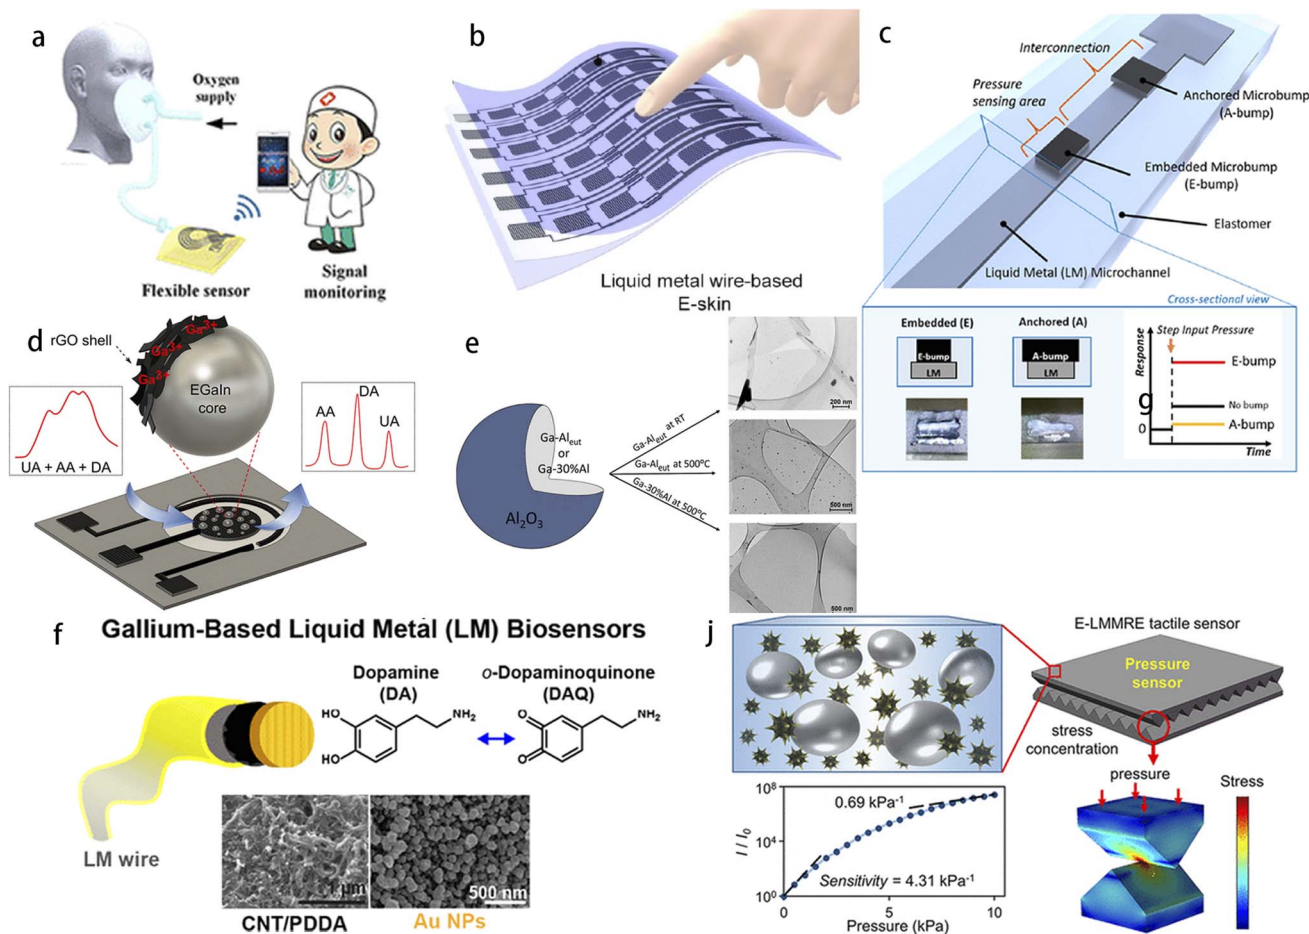 a
Oxygen
supply
Flexible sensor
Signal
monitoring
b
Liquid metal wire-based
E-skin
c
Interconnection
Pressure
sensing area
Anchored Microbump
(A-bump)
Embedded Microbump
(E-bump)
Elastomer
Liquid Metal (LM) Microchannel
Cross-sectional view
Embedded (E)
E-bump
LM
Anchored (A)
A-bump
LM
Step Input Pressure
Response
E-bump
g
No bump
A-bump
0
Time
d
rGO shell
Ga3+
Ga3+
Ga3+
EGaIn
core
UA + AA + DA
AA
DA
UA
e
Ga-Aleut
or
Ga-30%Al
Al2O3
Ga-Aleut at RT
Ga-Aleut at 500°C
Ga-30%Al at 500°C
200 nm
500 nm
500 nm
f
Gallium-Based Liquid Metal (LM) Biosensors
Dopamine
(DA)
o-Dopaminoquinone
(DAQ)
HO
HO
NH2
O
O
NH2
LM wire
1 μm
500 nm
CNT/PDDA
Au NPs
j
E-LMMRE tactile sensor
Pressure
sensor
stress
concentration
pressure
Stress
I / I0
10^8
10^4
10^0
0.69 kPa-1
Sensitivity = 4.31 kPa-1
0
5
10
Pressure (kPa)